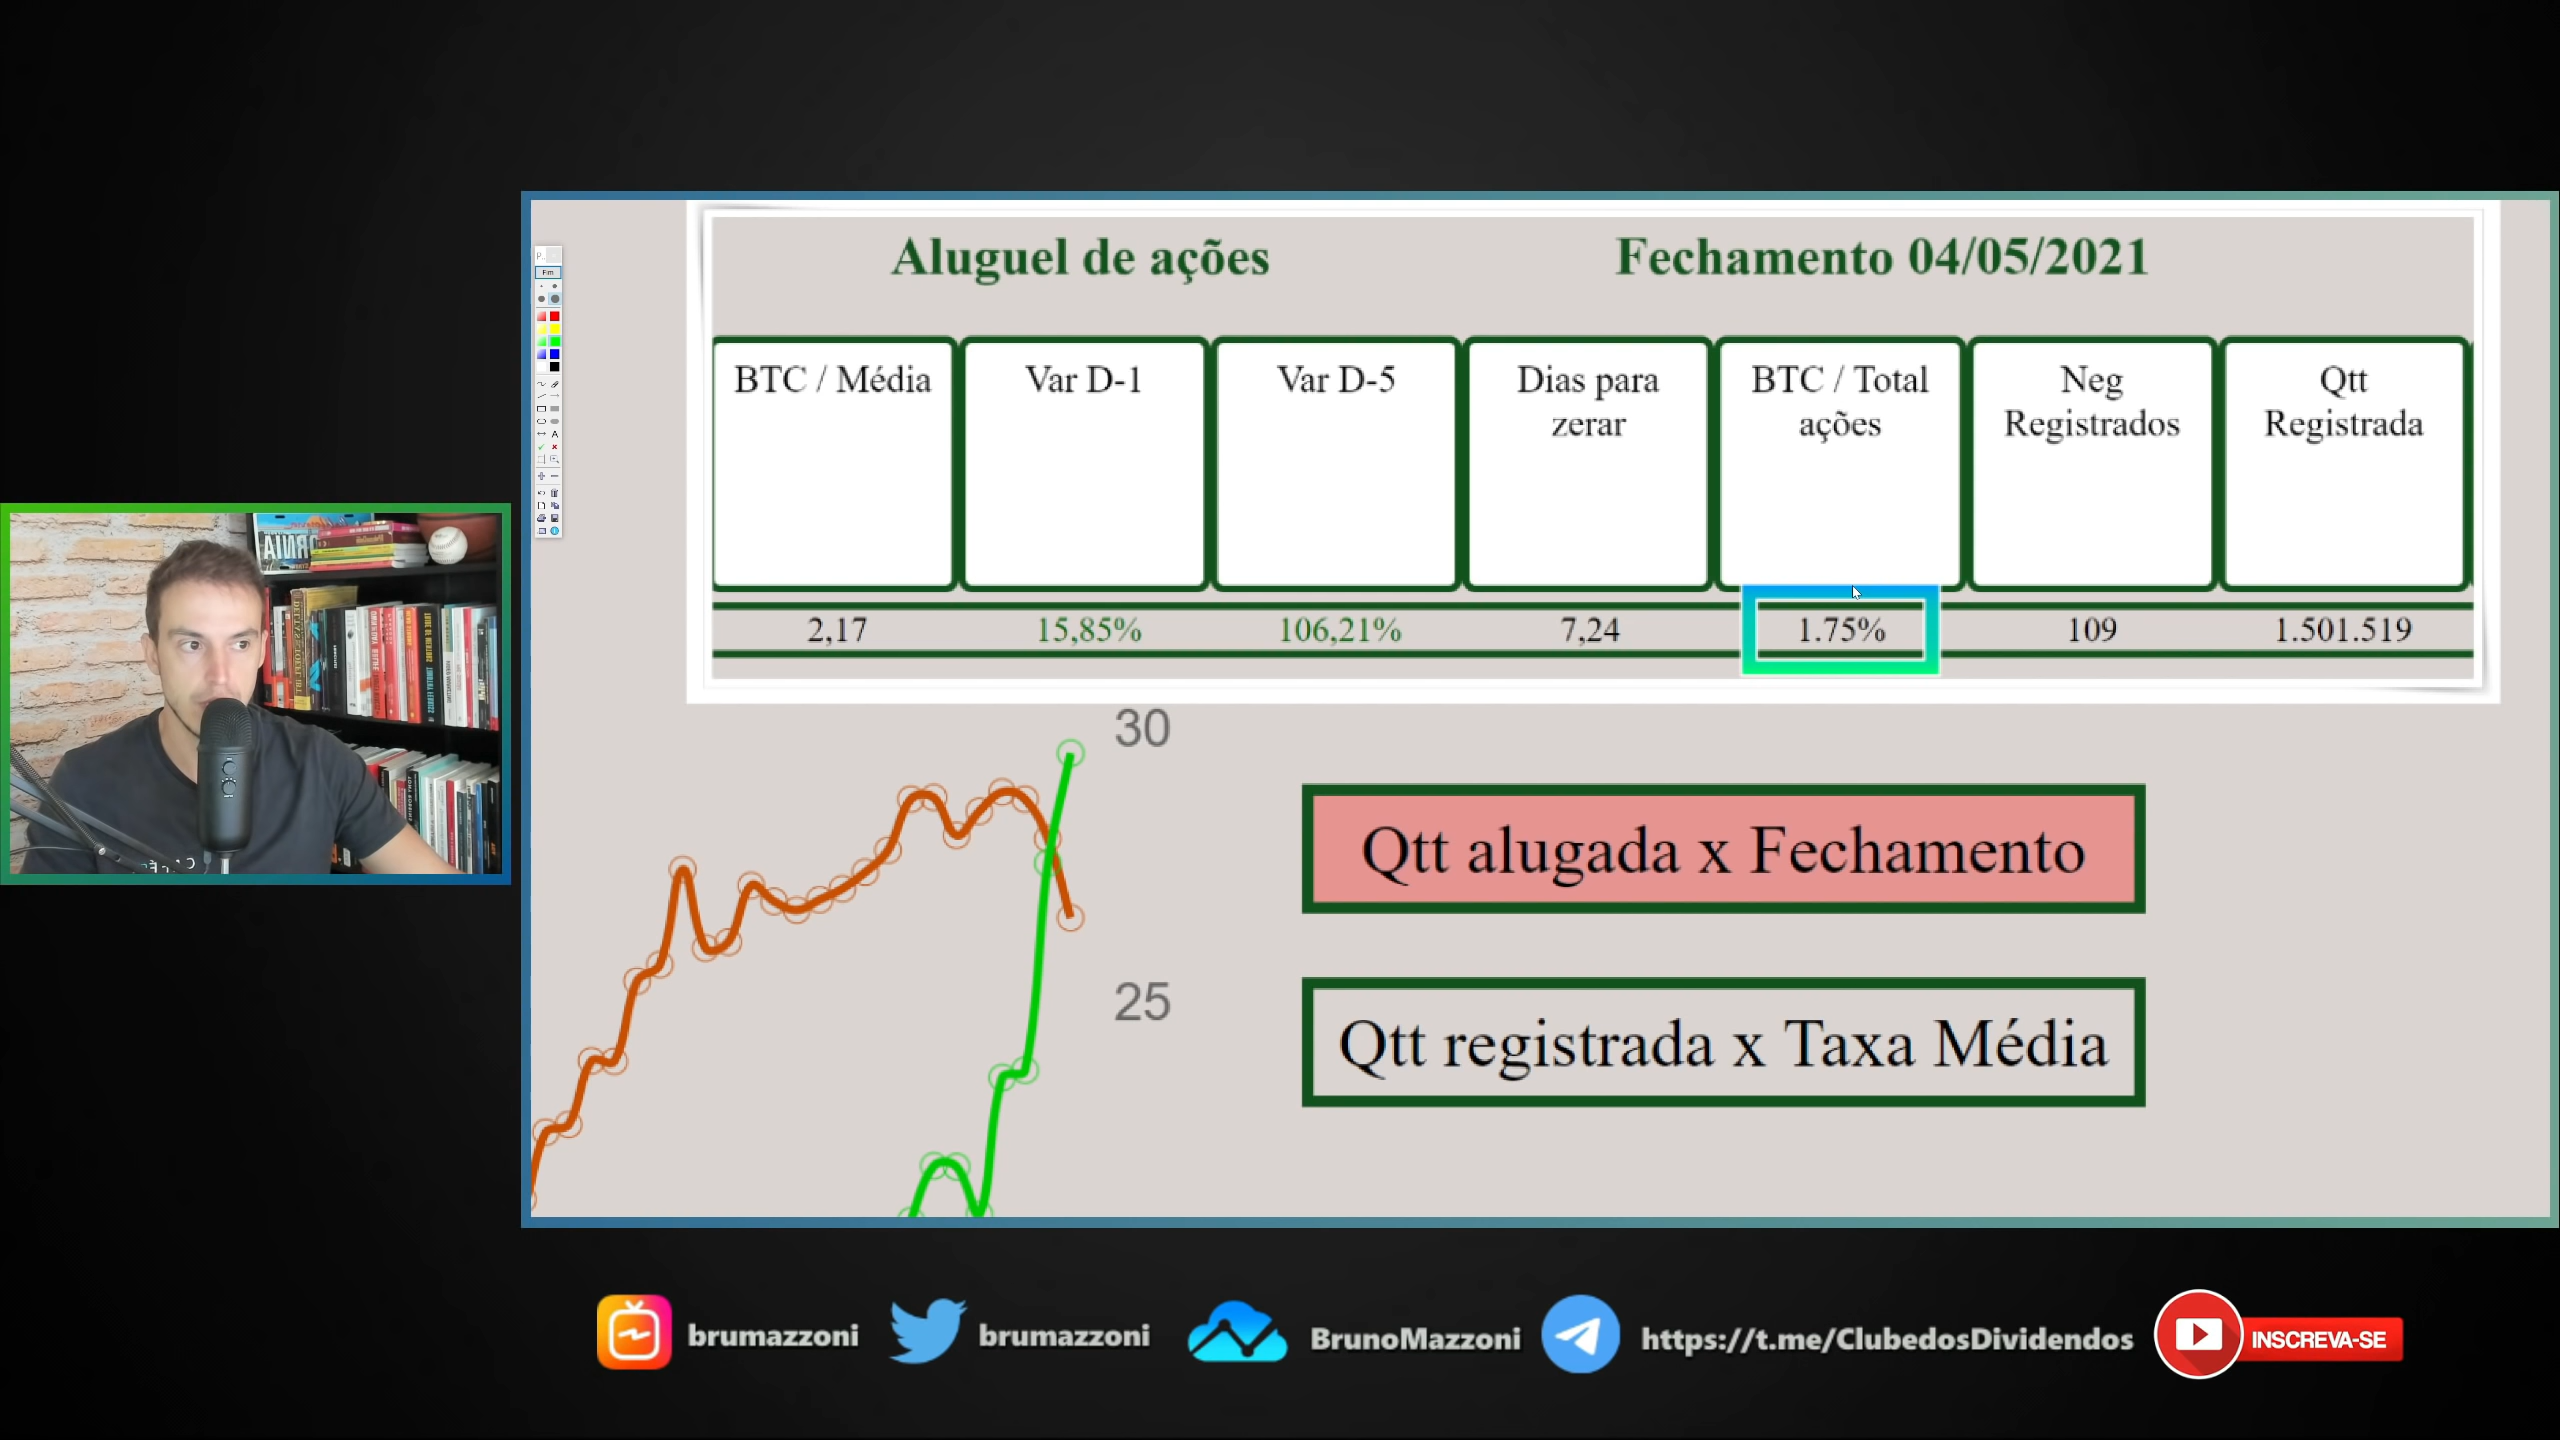 Aluguel de ações
Fechamento 04/05/2021
BTC / Média
Var D-1
Var D-5
Dias para
zerar
BTC / Total
ações
Neg
Registrados
Qtt
Registrada
2,17
15,85%
106,21%
7,24
1.75%
109
1.501.519
30
25
Qtt alugada x Fechamento
Qtt registrada x Taxa Média
Fim
brumazzoni
brumazzoni
BrunoMazzoni
https://t.me/ClubedosDividendos
INSCREVA-SE